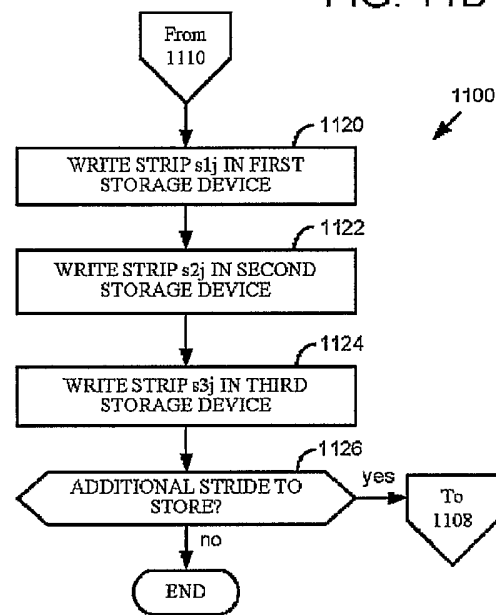 FIG. 11B
From
1110
1100
1120
WRITE STRIP s1j IN FIRST
STORAGE DEVICE
1122
WRITE STRIP s2j IN SECOND
STORAGE DEVICE
1124
WRITE STRIP s3j IN THIRD
STORAGE DEVICE
1126
ADDITIONAL STRIDE TO
STORE?
yes
To
1108
no
END